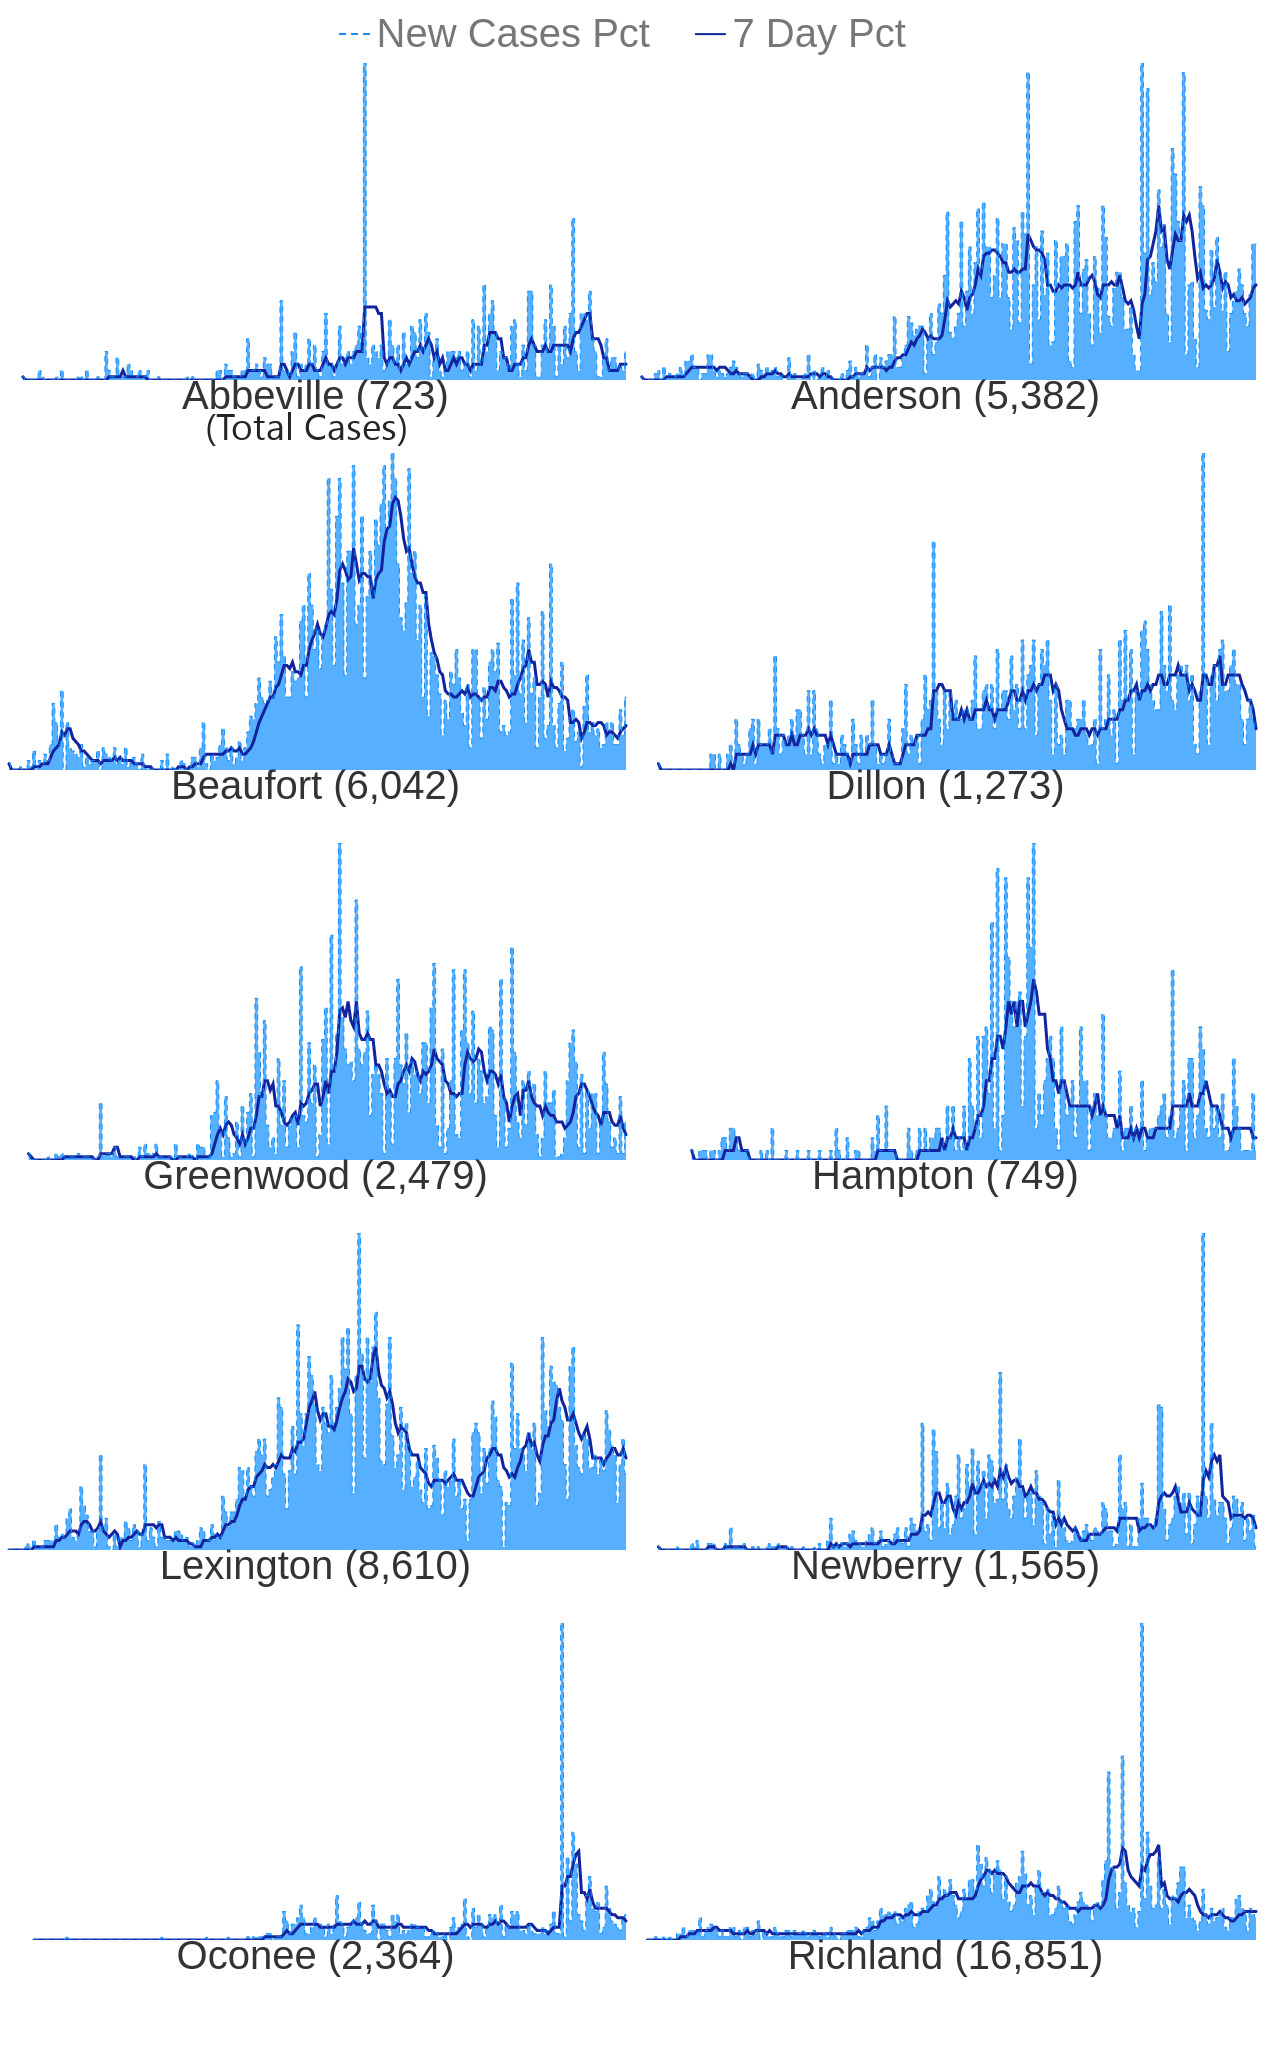 New Cases Pct 7 Day Pct
Abbeville (723) Anderson (5,382)
(Total Cases)
Beaufort (6,042) Dillon (1,273)
Greenwood (2,479) Hampton (749)
Lexington (8,610) Newberry (1,565)
Oconee (2,364) Richland (16,851)